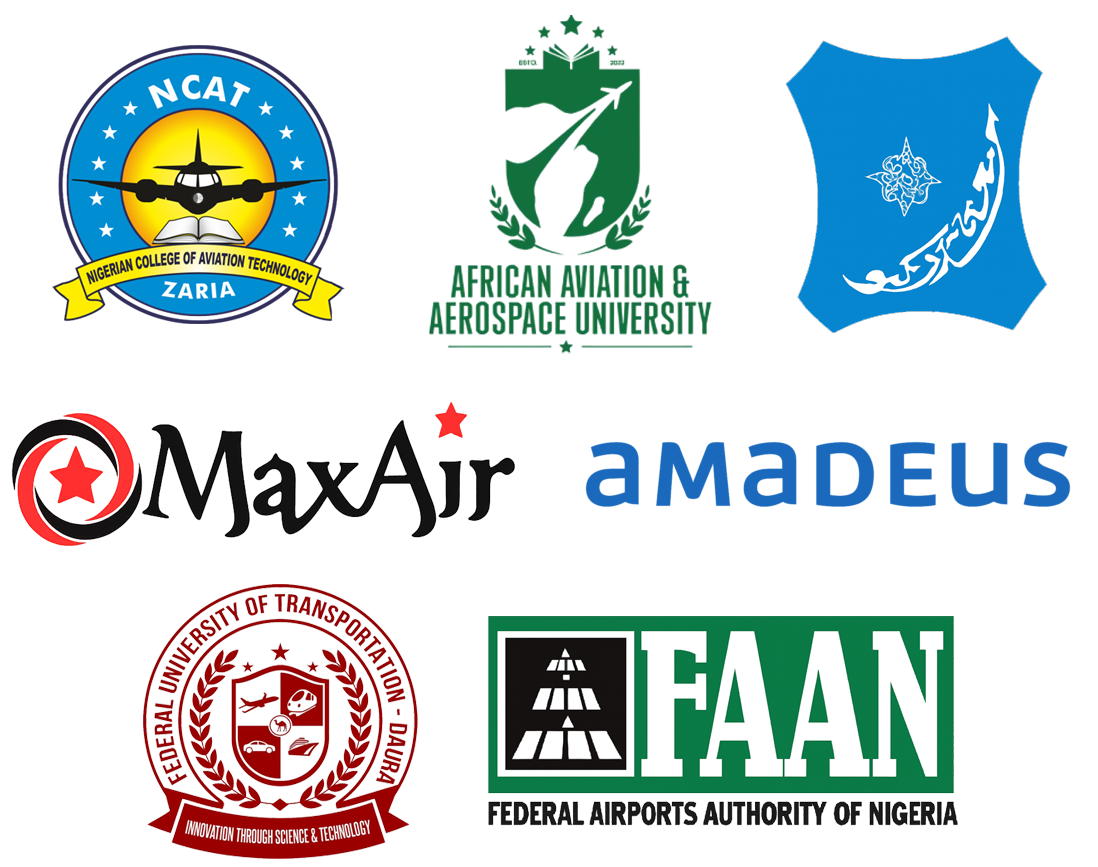 NCAT
NIGERIAN COLLEGE OF AVIATION TECHNOLOGY
ZARIA
ESTD. 2022
AFRICAN AVIATION &
AEROSPACE UNIVERSITY
MaxAir
amaDEUS
FEDERAL UNIVERSITY OF TRANSPORTATION - DAURA
INNOVATION THROUGH SCIENCE & TECHNOLOGY
FAAN
FEDERAL AIRPORTS AUTHORITY OF NIGERIA